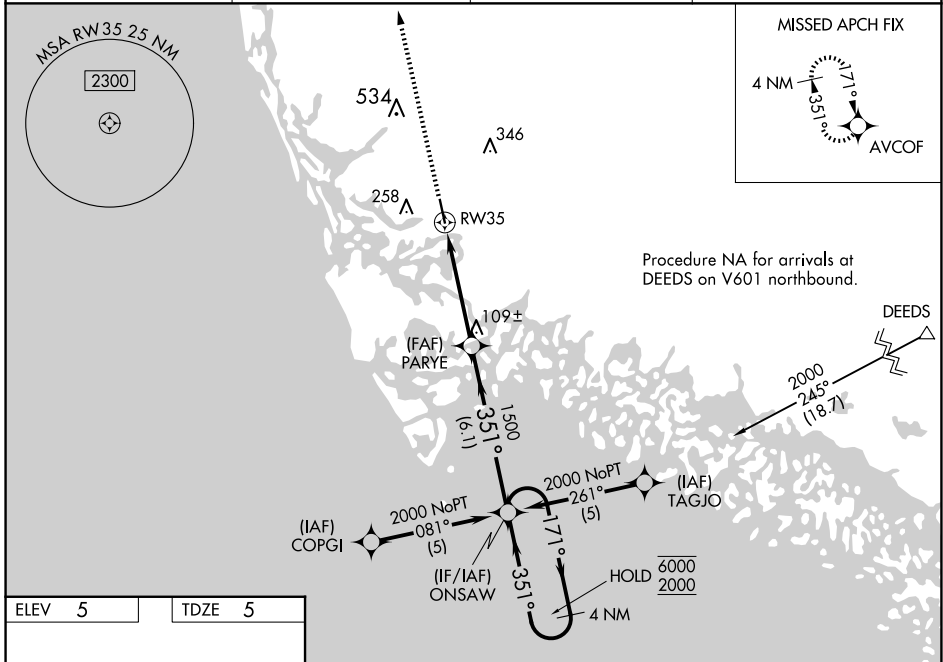 MSA RW35 25 NM
2300
534
346
258
RW35
MISSED APCH FIX
4 NM
171°
351°
AVCOF
Procedure NA for arrivals at
DEEDS on V601 northbound.
DEEDS
2000
245°
(18.7)
109±
(FAF)
PARYE
1500
351°
(6.1)
2000 NoPT
261°
(5)
(IAF)
TAGJO
2000 NoPT
081°
(5)
(IAF)
COPGI
(IF/IAF)
ONSAW
171°
351°
HOLD
6000
2000
4 NM
ELEV 5
TDZE 5